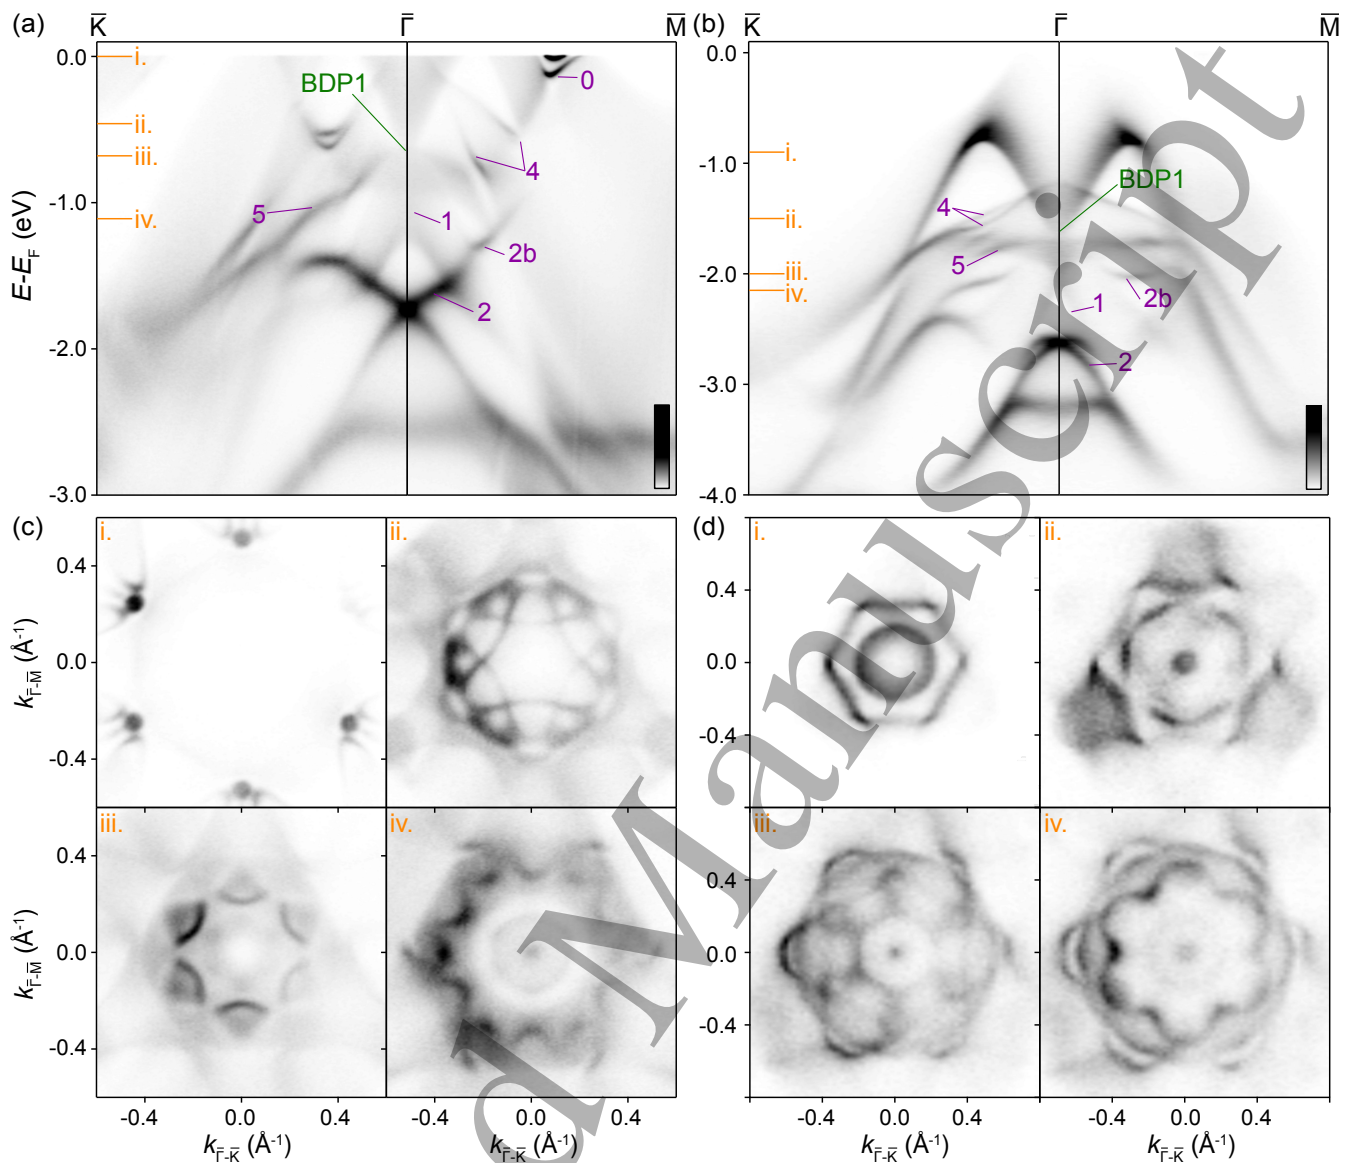 (a) K̅ Γ̅ M̅ (b) K̅ Γ̅ M̅
0.0 i. BDP1 0
ii.
iii. 4
-1.0 iv. 5 1
2b
2
-2.0
-3.0
E-E_F (eV)
0.0
-1.0 i.
BDP1
4
ii.
5
-2.0 iii. 1 2b
iv.
2
-3.0
-4.0
(c) i. ii. (d) i. ii.
0.4 0.4
0.0 0.0
-0.4 -0.4
k_Γ̅-M̅ (Å⁻¹)
iii. iv. iii. iv.
0.4 0.4
0.0 0.0
-0.4 -0.4
k_Γ̅-M̅ (Å⁻¹)
-0.4 0.0 0.4 -0.4 0.0 0.4 -0.4 0.0 0.4 -0.4 0.0 0.4
k_Γ̅-K̅ (Å⁻¹) k_Γ̅-K̅ (Å⁻¹) k_Γ̅-K̅ (Å⁻¹) k_Γ̅-K̅ (Å⁻¹)
d Manuscript